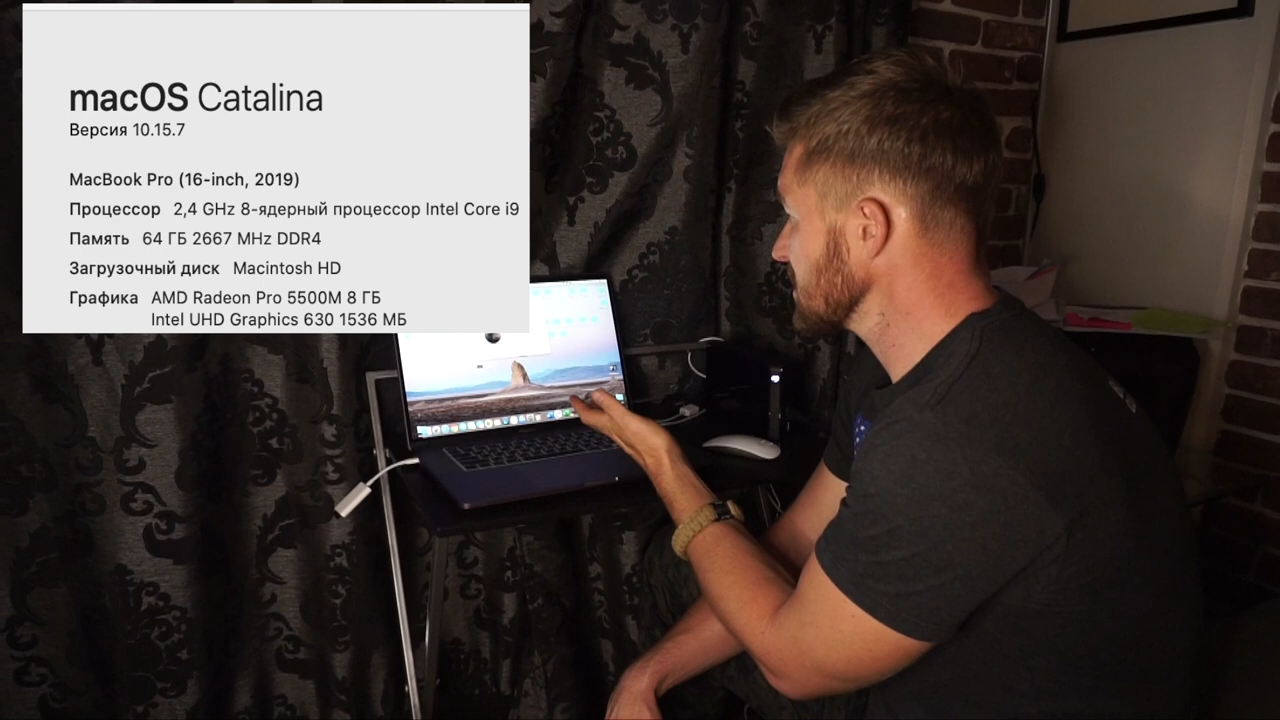 macOS Catalina
Версия 10.15.7
MacBook Pro (16-inch, 2019)
Процессор 2,4 GHz 8-ядерный процессор Intel Core i9
Память 64 ГБ 2667 MHz DDR4
Загрузочный диск Macintosh HD
Графика AMD Radeon Pro 5500M 8 ГБ
Intel UHD Graphics 630 1536 МБ